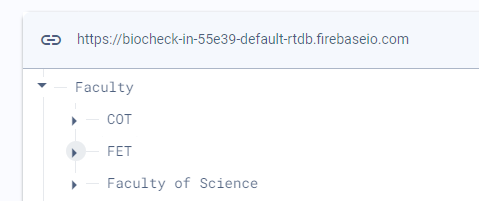 https://biocheck-in-55e39-default-rtdb.firebaseio.com
Faculty
COT
FET
Faculty of Science